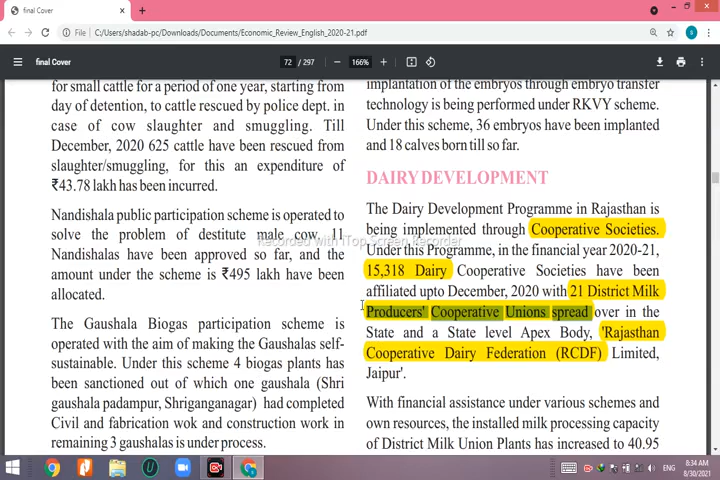 final Cover
File | C:/Users/shadab-pc/Downloads/Documents/Economic_Review_English_2020-21.pdf
final Cover
72 / 297
166%
for small cattle for a period of one year, starting from
day of detention, to cattle rescued by police dept. in
case of cow slaughter and smuggling. Till
December, 2020 625 cattle have been rescued from
slaughter/smuggling, for this an expenditure of
₹43.78 lakh has been incurred.
Nandishala public participation scheme is operated to
solve the problem of destitute male cow. 11
Nandishalas have been approved so far, and the
amount under the scheme is ₹495 lakh have been
allocated.
The Gaushala Biogas participation scheme is
operated with the aim of making the Gaushalas self-
sustainable. Under this scheme 4 biogas plants has
been sanctioned out of which one gaushala (Shri
gaushala padampur, Shriganganagar) had completed
Civil and fabrication wok and construction work in
remaining 3 gaushalas is under process.
implantation of the embryos through embryo transfer
technology is being performed under RKVY scheme.
Under this scheme, 36 embryos have been implanted
and 18 calves born till so far.
DAIRY DEVELOPMENT
The Dairy Development Programme in Rajasthan is
being implemented through Cooperative Societies.
Under this Programme, in the financial year 2020-21,
15,318 Dairy Cooperative Societies have been
affiliated upto December, 2020 with 21 District Milk
Producers' Cooperative Unions spread over in the
State and a State level Apex Body, 'Rajasthan
Cooperative Dairy Federation (RCDF) Limited,
Jaipur'.
With financial assistance under various schemes and
own resources, the installed milk processing capacity
of District Milk Union Plants has increased to 40.95
Recorded with iTop Screen Recorder
ENG
8:34 AM
8/30/2021